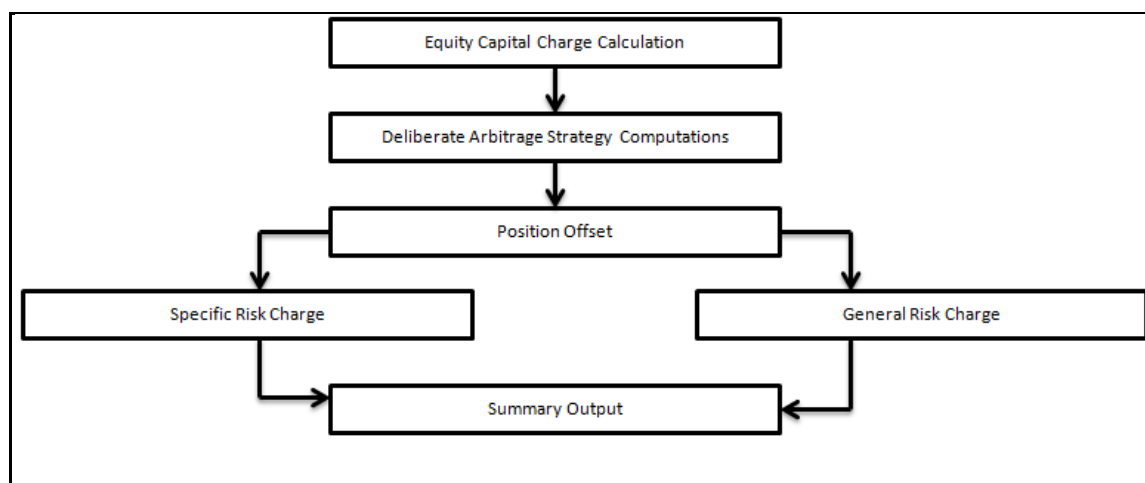 Equity Capital Charge Calculation
Deliberate Arbitrage Strategy Computations
Position Offset
Specific Risk Charge
General Risk Charge
Summary Output